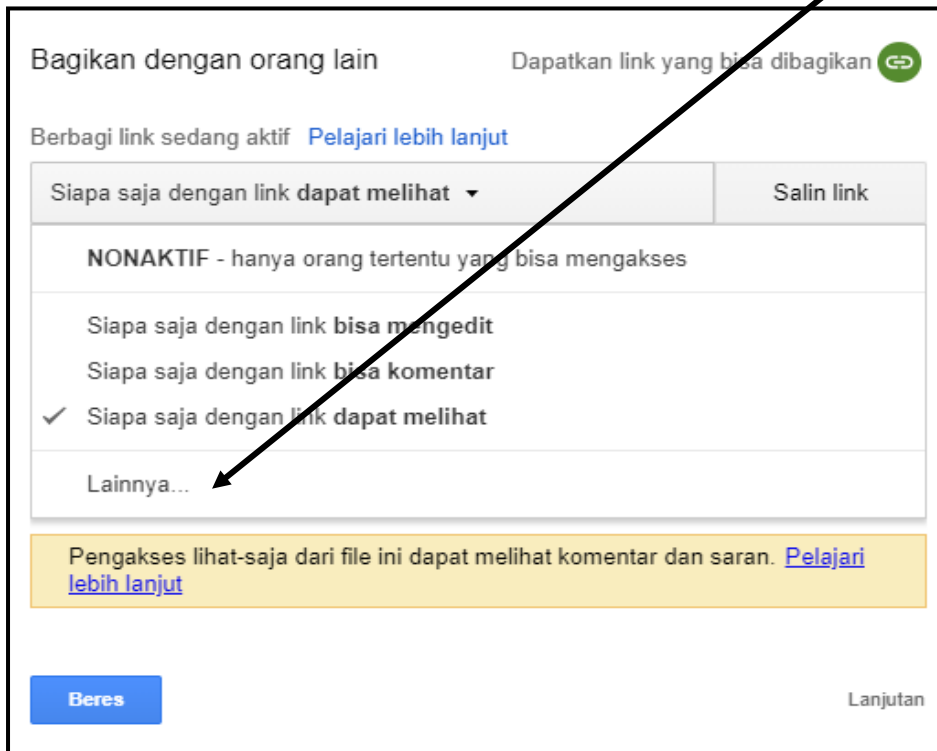 Bagikan dengan orang lain
Dapatkan link yang bisa dibagikan
Berbagi link sedang aktif Pelajari lebih lanjut
Siapa saja dengan link dapat melihat
Salin link
NONAKTIF - hanya orang tertentu yang bisa mengakses
Siapa saja dengan link bisa mengedit
Siapa saja dengan link bisa komentar
Siapa saja dengan link dapat melihat
Lainnya...
Pengakses lihat-saja dari file ini dapat melihat komentar dan saran. Pelajari
lebih lanjut
Beres
Lanjutan